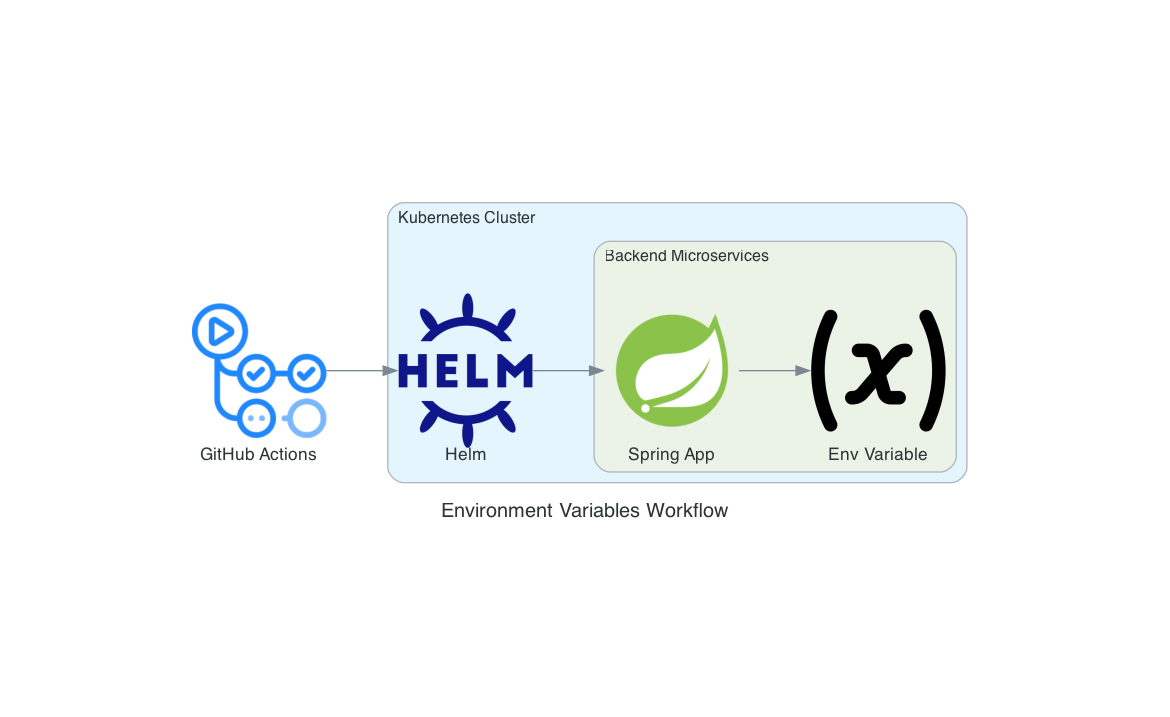 Kubernetes Cluster
Backend Microservices
HELM
(x)
GitHub Actions
Helm
Spring App
Env Variable
Environment Variables Workflow